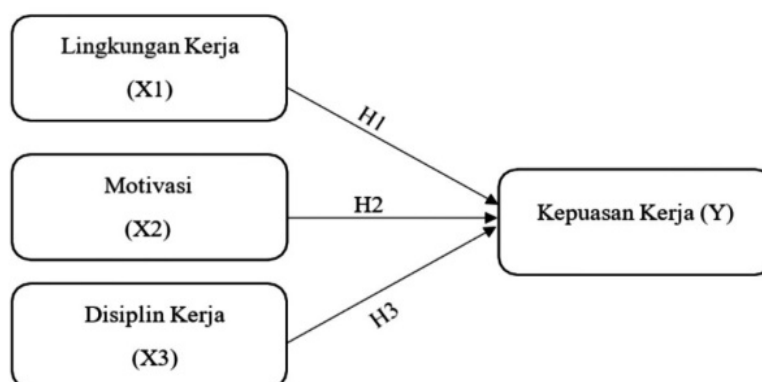 Lingkungan Kerja
(X1)
H1
Motivasi
(X2)
H2
Kepuasan Kerja (Y)
Disiplin Kerja
(X3)
H3